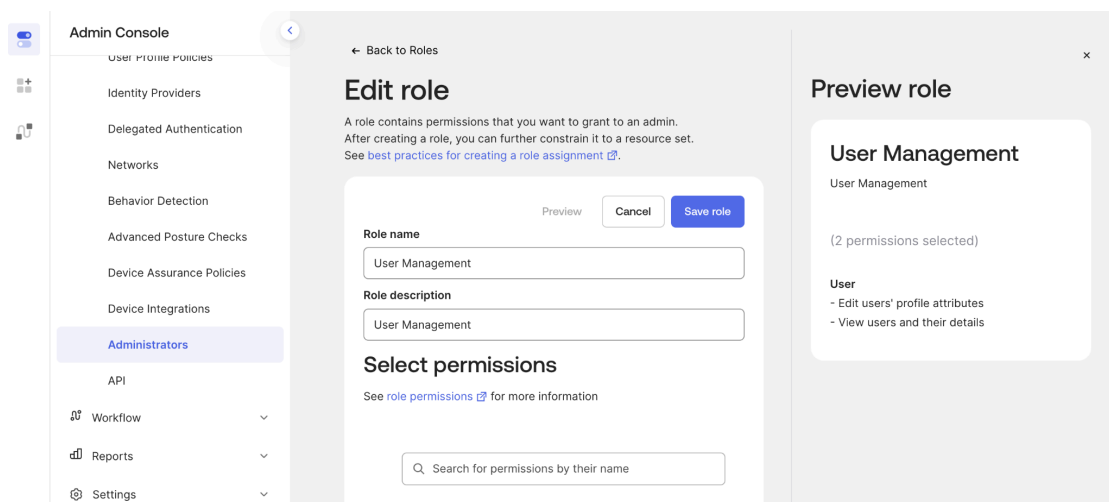 Admin Console
User Profile Policies
Identity Providers
Delegated Authentication
Networks
Behavior Detection
Advanced Posture Checks
Device Assurance Policies
Device Integrations
Administrators
API
Workflow
Reports
Settings
← Back to Roles
Edit role
A role contains permissions that you want to grant to an admin.
After creating a role, you can further constrain it to a resource set.
See best practices for creating a role assignment.
Preview
Cancel
Save role
Role name
User Management
Role description
User Management
Select permissions
See role permissions for more information
Search for permissions by their name
×
Preview role
User Management
User Management
(2 permissions selected)
User
- Edit users' profile attributes
- View users and their details